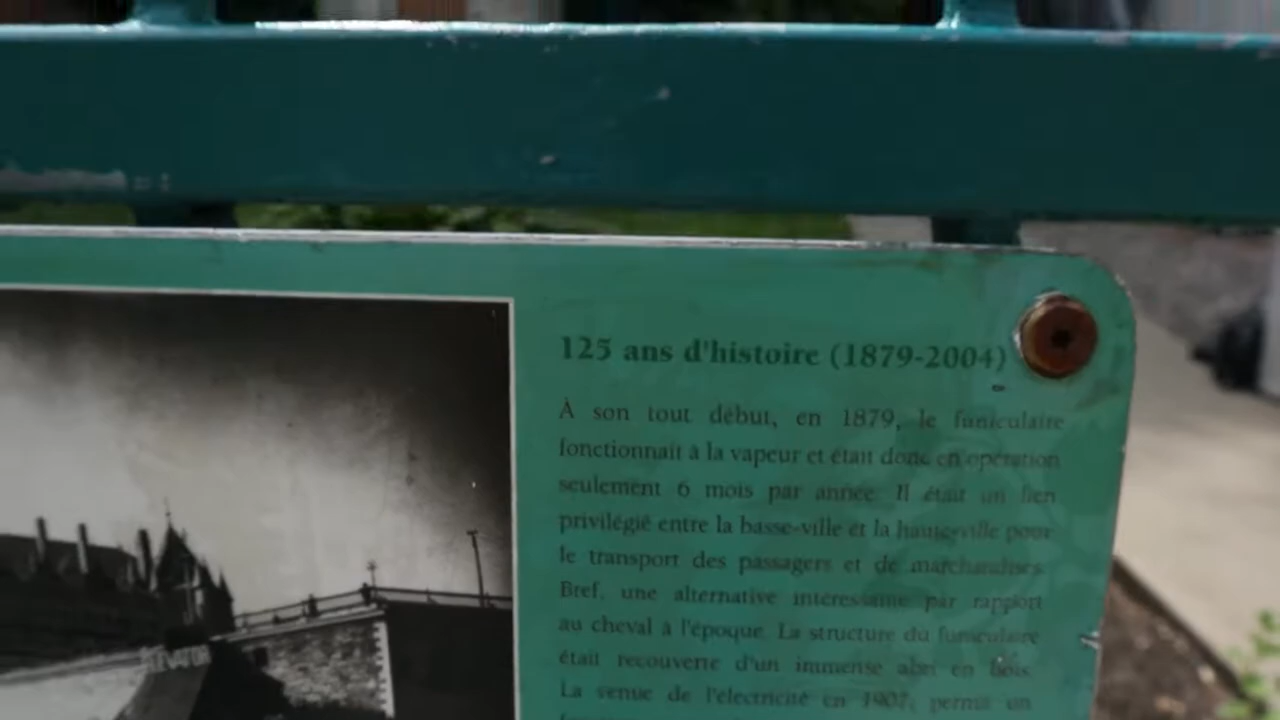 125 ans d'histoire (1879-2004)
À son tout début, en 1879, le funiculaire
fonctionnait à la vapeur et était donc en opération
seulement 6 mois par année. Il était un lien
privilégié entre la basse-ville et la haute-ville pour
le transport des passagers et de marchandises.
Bref, une alternative intéressante par rapport
au cheval à l'époque. La structure du funiculaire
était recouverte d'un immense abri en bois.
La venue de l'électricité en 1907, permit un